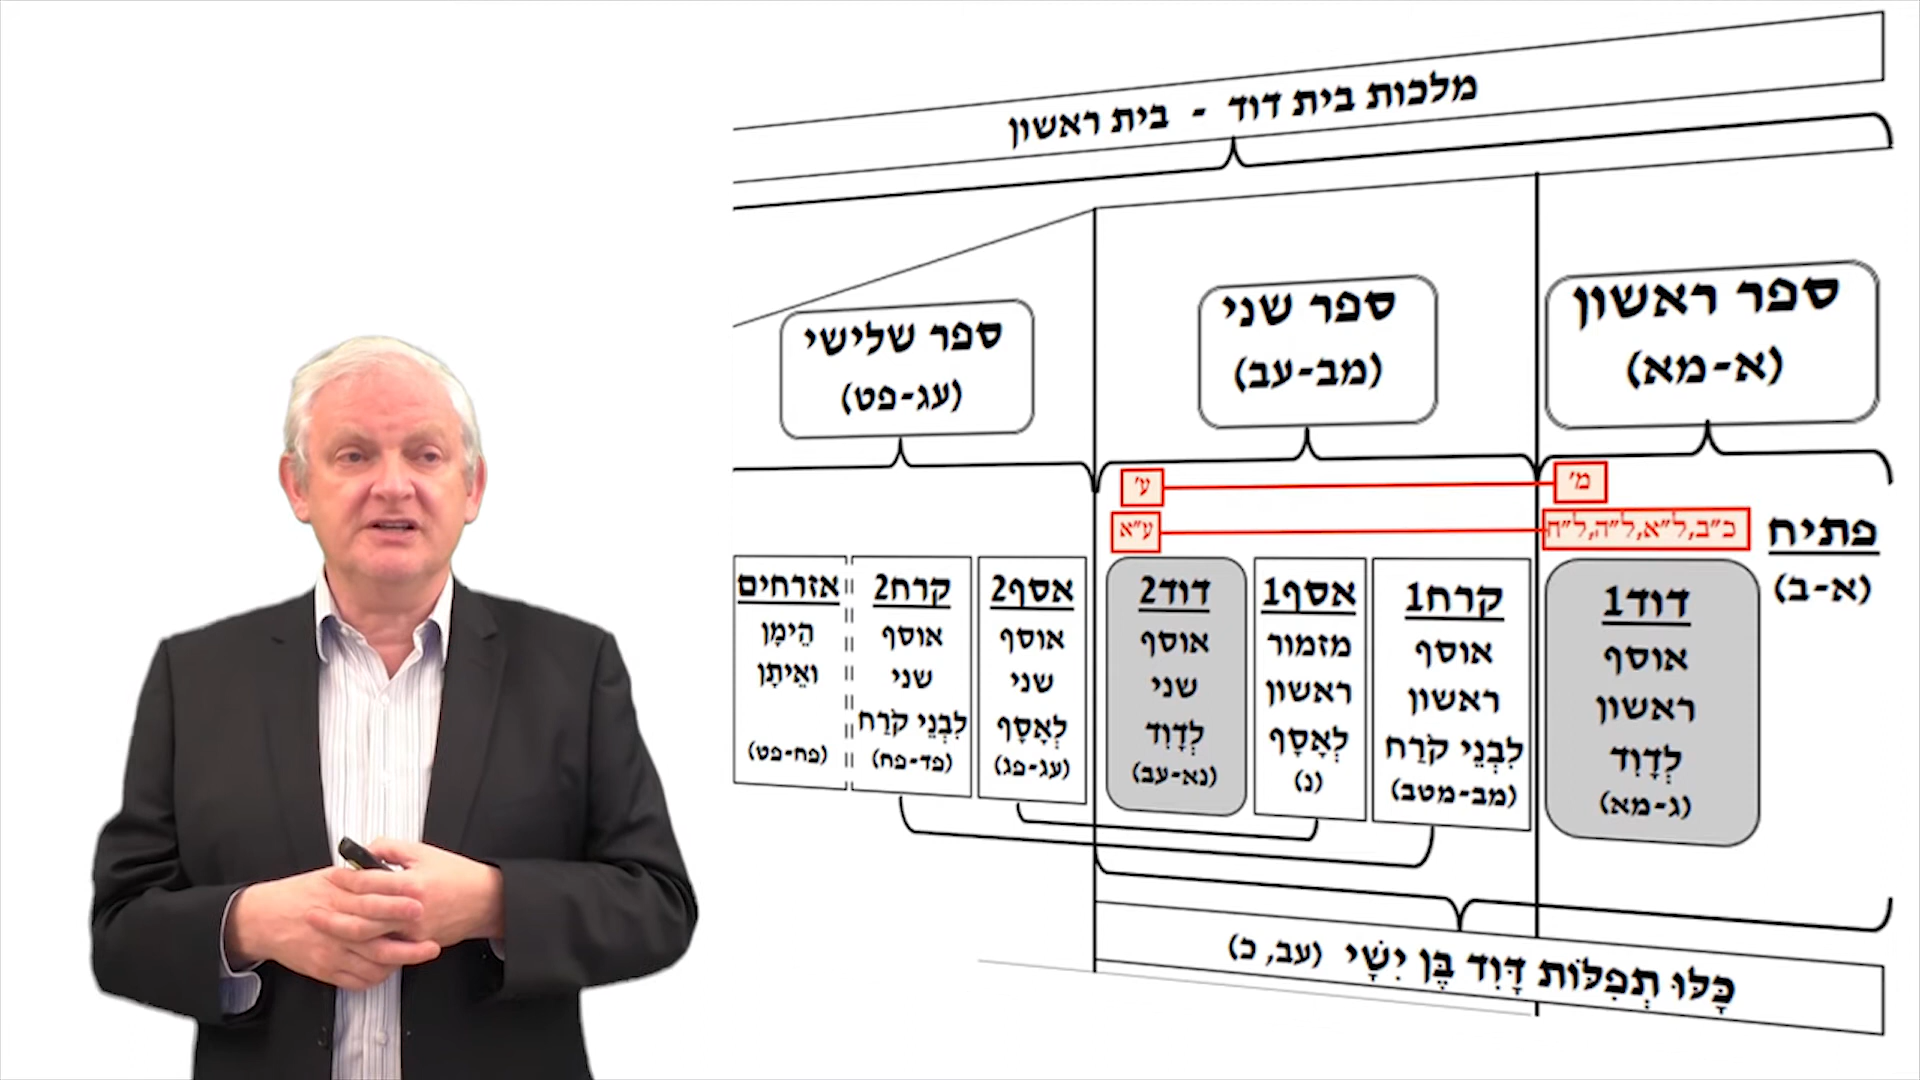 מלכות בית דוד - בית ראשון
ספר ראשון
(א-מא)
ספר שני
(מב-עב)
ספר שלישי
(עג-פט)
מ'
ע'
כ"ב,ל"א,ל"ה,ל"ח
ע"א
פתיח
(א-ב)
דוד1
אוסף
ראשון
לְדָוִד
(ג-מא)
קרח1
אוסף
ראשון
לִבְנֵי קֹרַח
(מב-מטב)
אסף1
מזמור
ראשון
לְאָסָף
(נ)
דוד2
אוסף
שני
לְדָוִד
(נא-עב)
אסף2
אוסף
שני
לְאָסָף
(עג-פג)
קרח2
אוסף
שני
לִבְנֵי קֹרַח
(פד-פח)
אזרחים
הֵימָן
וְאֵיתָן
(פח-פט)
כָּלּוּ תְפִלּוֹת דָּוִד בֶּן יִשָׁי (עב, כ)